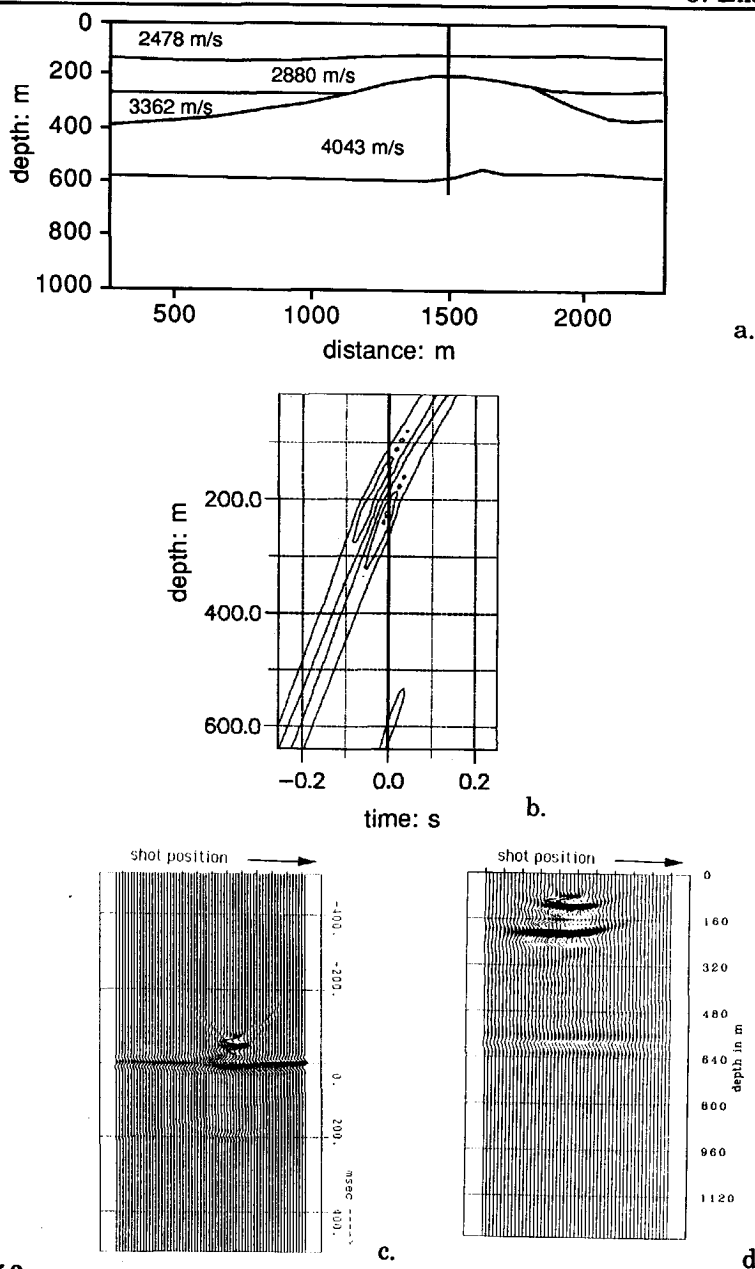 0
2478 m/s
200
2880 m/s
3362 m/s
400
4043 m/s
600
800
1000
depth: m
500 1000 1500 2000
distance: m
a.
200.0
400.0
600.0
depth: m
−0.2 0.0 0.2
time: s
b.
shot position
-400.
-200.
0.
200.
400.
msec
c.
shot position
0
160
320
480
640
800
960
1120
depth in m
d